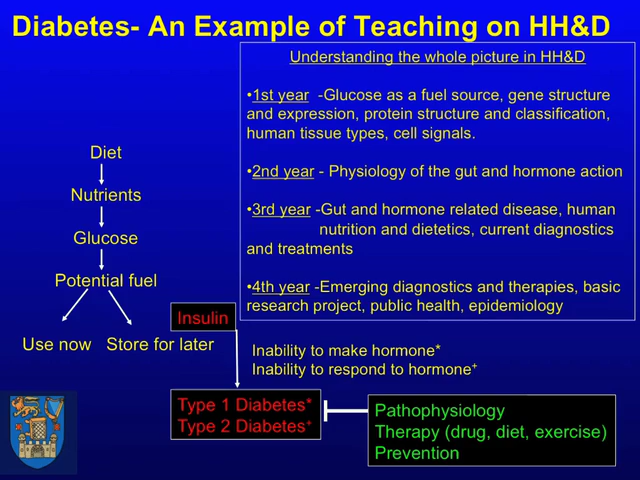 Diabetes- An Example of Teaching on HH&D
Understanding the whole picture in HH&D
•1st year -Glucose as a fuel source, gene structure
and expression, protein structure and classification,
human tissue types, cell signals.
•2nd year - Physiology of the gut and hormone action
•3rd year -Gut and hormone related disease, human
nutrition and dietetics, current diagnostics
and treatments
•4th year -Emerging diagnostics and therapies, basic
research project, public health, epidemiology
Diet
Nutrients
Glucose
Potential fuel
Use now Store for later
Insulin
Inability to make hormone*
Inability to respond to hormone+
Type 1 Diabetes*
Type 2 Diabetes+
Pathophysiology
Therapy (drug, diet, exercise)
Prevention